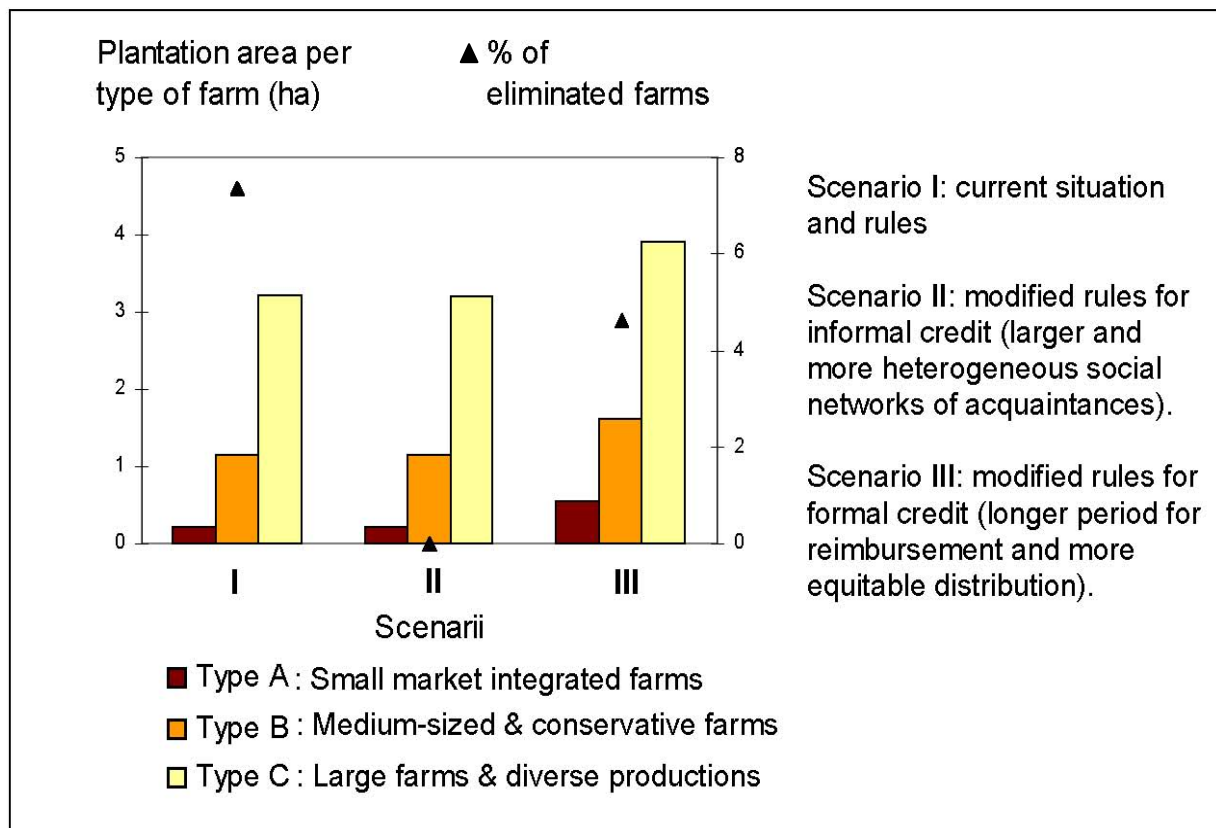 Plantation area per
type of farm (ha)
▲ % of
eliminated farms
5
4
3
2
1
0
8
6
4
2
0
I
II
III
Scenarii
Type A : Small market integrated farms
Type B : Medium-sized & conservative farms
Type C : Large farms & diverse productions
Scenario I: current situation
and rules
Scenario II: modified rules for
informal credit (larger and
more heterogeneous social
networks of acquaintances).
Scenario III: modified rules for
formal credit (longer period for
reimbursement and more
equitable distribution).